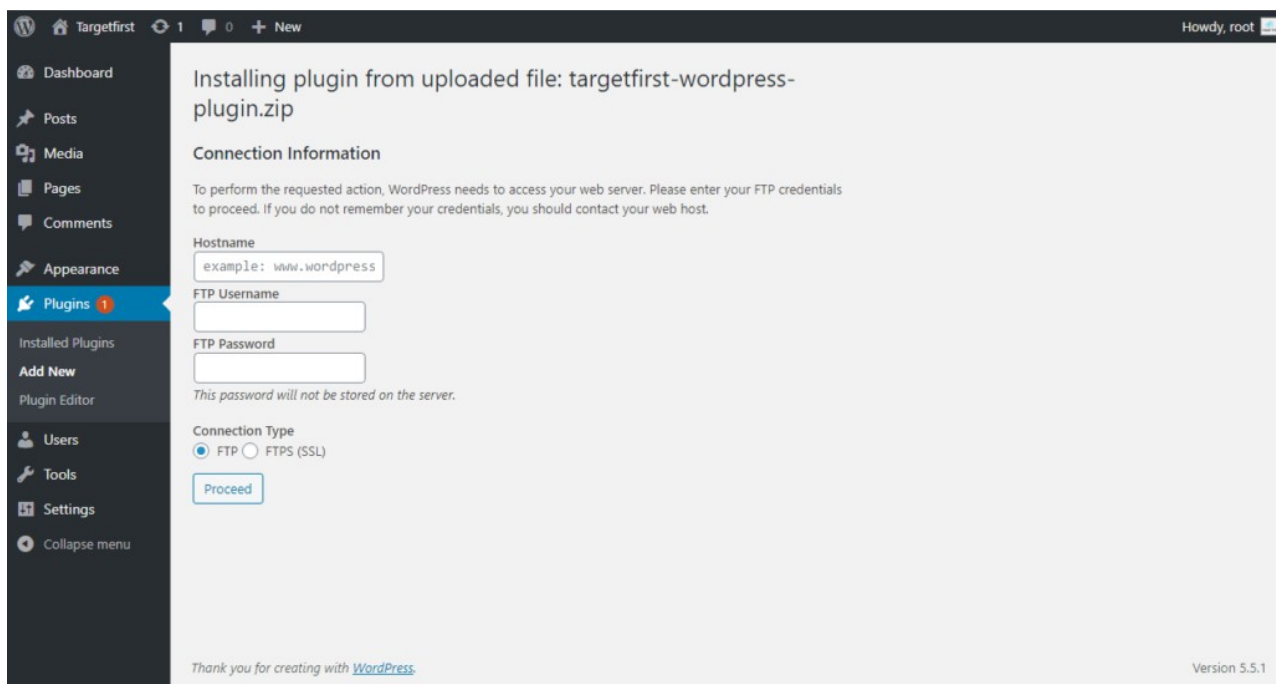 Targetfirst 1 0 New
Howdy, root
Dashboard
Posts
Media
Pages
Comments
Appearance
Plugins 1
Installed Plugins
Add New
Plugin Editor
Users
Tools
Settings
Collapse menu
Installing plugin from uploaded file: targetfirst-wordpress-
plugin.zip
Connection Information
To perform the requested action, WordPress needs to access your web server. Please enter your FTP credentials
to proceed. If you do not remember your credentials, you should contact your web host.
Hostname
example: www.wordpress
FTP Username
FTP Password
This password will not be stored on the server.
Connection Type
FTP FTPS (SSL)
Proceed
Thank you for creating with WordPress.
Version 5.5.1